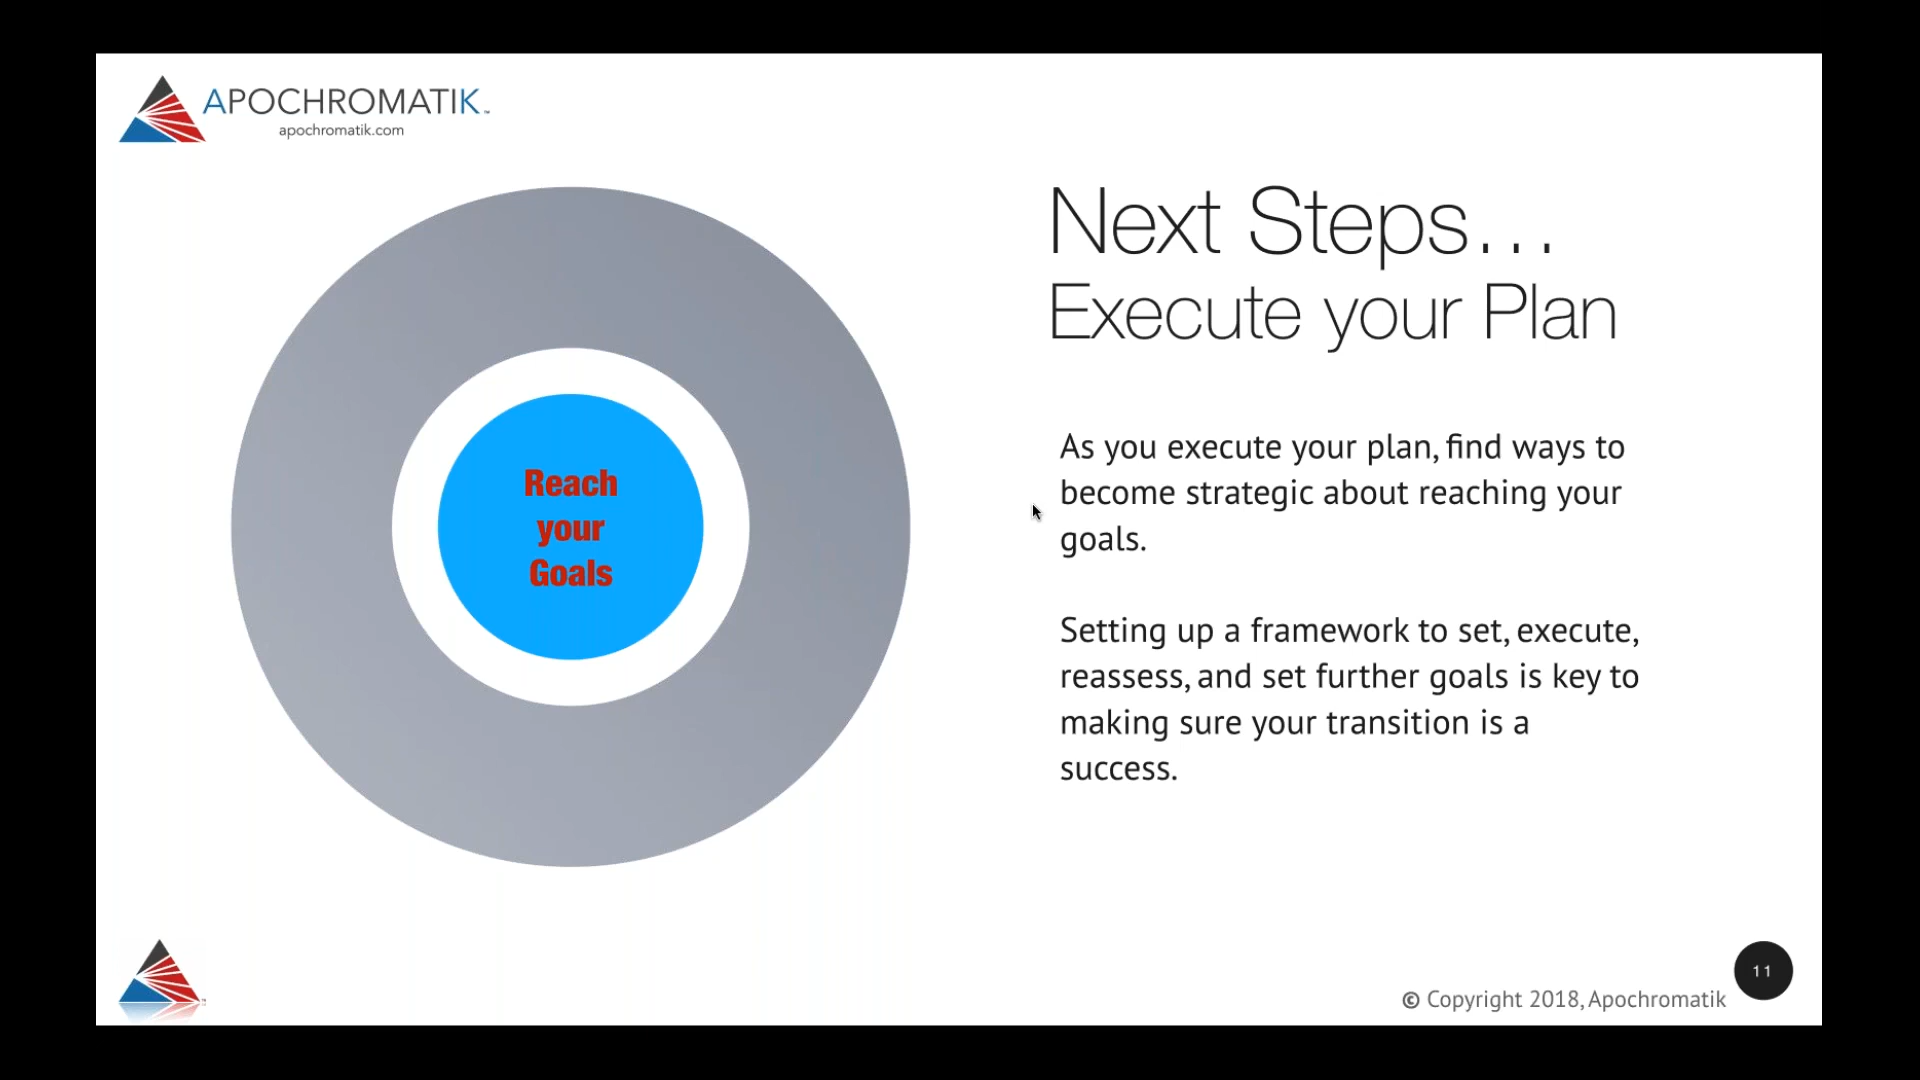 APOCHROMATIK™
apochromatik.com
Next Steps...
Execute your Plan
Reach
your
Goals
As you execute your plan, find ways to
become strategic about reaching your
goals.
Setting up a framework to set, execute,
reassess, and set further goals is key to
making sure your transition is a
success.
11
© Copyright 2018, Apochromatik